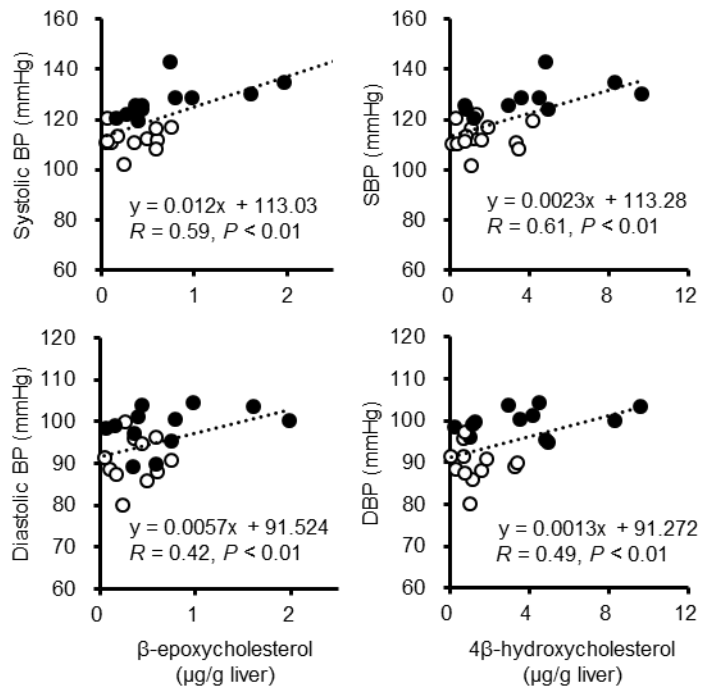 Systolic BP (mmHg)
160
140
120
100
80
60
y = 0.012x + 113.03
R = 0.59, P < 0.01
0
1
2
SBP (mmHg)
160
140
120
100
80
60
y = 0.0023x + 113.28
R = 0.61, P < 0.01
0
4
8
12
Diastolic BP (mmHg)
120
110
100
90
80
70
60
y = 0.0057x + 91.524
R = 0.42, P < 0.01
0
1
2
β-epoxycholesterol
(μg/g liver)
DBP (mmHg)
120
110
100
90
80
70
60
y = 0.0013x + 91.272
R = 0.49, P < 0.01
0
4
8
12
4β-hydroxycholesterol
(μg/g liver)